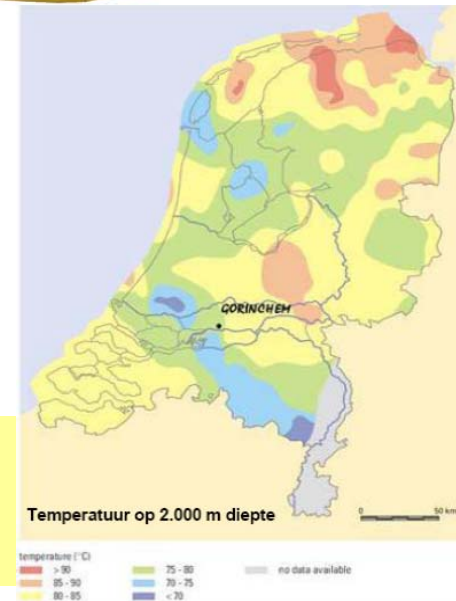 GORINCHEM
Temperatuur op 2.000 m diepte
0 50 km
temperature (°C)
> 90 75 - 80 no data available
85 - 90 70 - 75
80 - 85 < 70